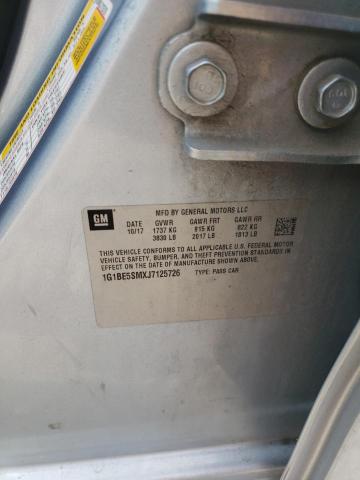 GM
MFD BY GENERAL MOTORS LLC
DATE GVWR GAWR FRT GAWR RR
10/17 1737 KG 915 KG 822 KG
3830 LB 2017 LB 1813 LB
THIS VEHICLE CONFORMS TO ALL APPLICABLE U.S. FEDERAL MOTOR
VEHICLE SAFETY, BUMPER, AND THEFT PREVENTION STANDARDS
IN EFFECT ON THE DATE OF MANUFACTURE SHOWN ABOVE.
1G1BE5SMXJ7125726 TYPE: PASS CAR